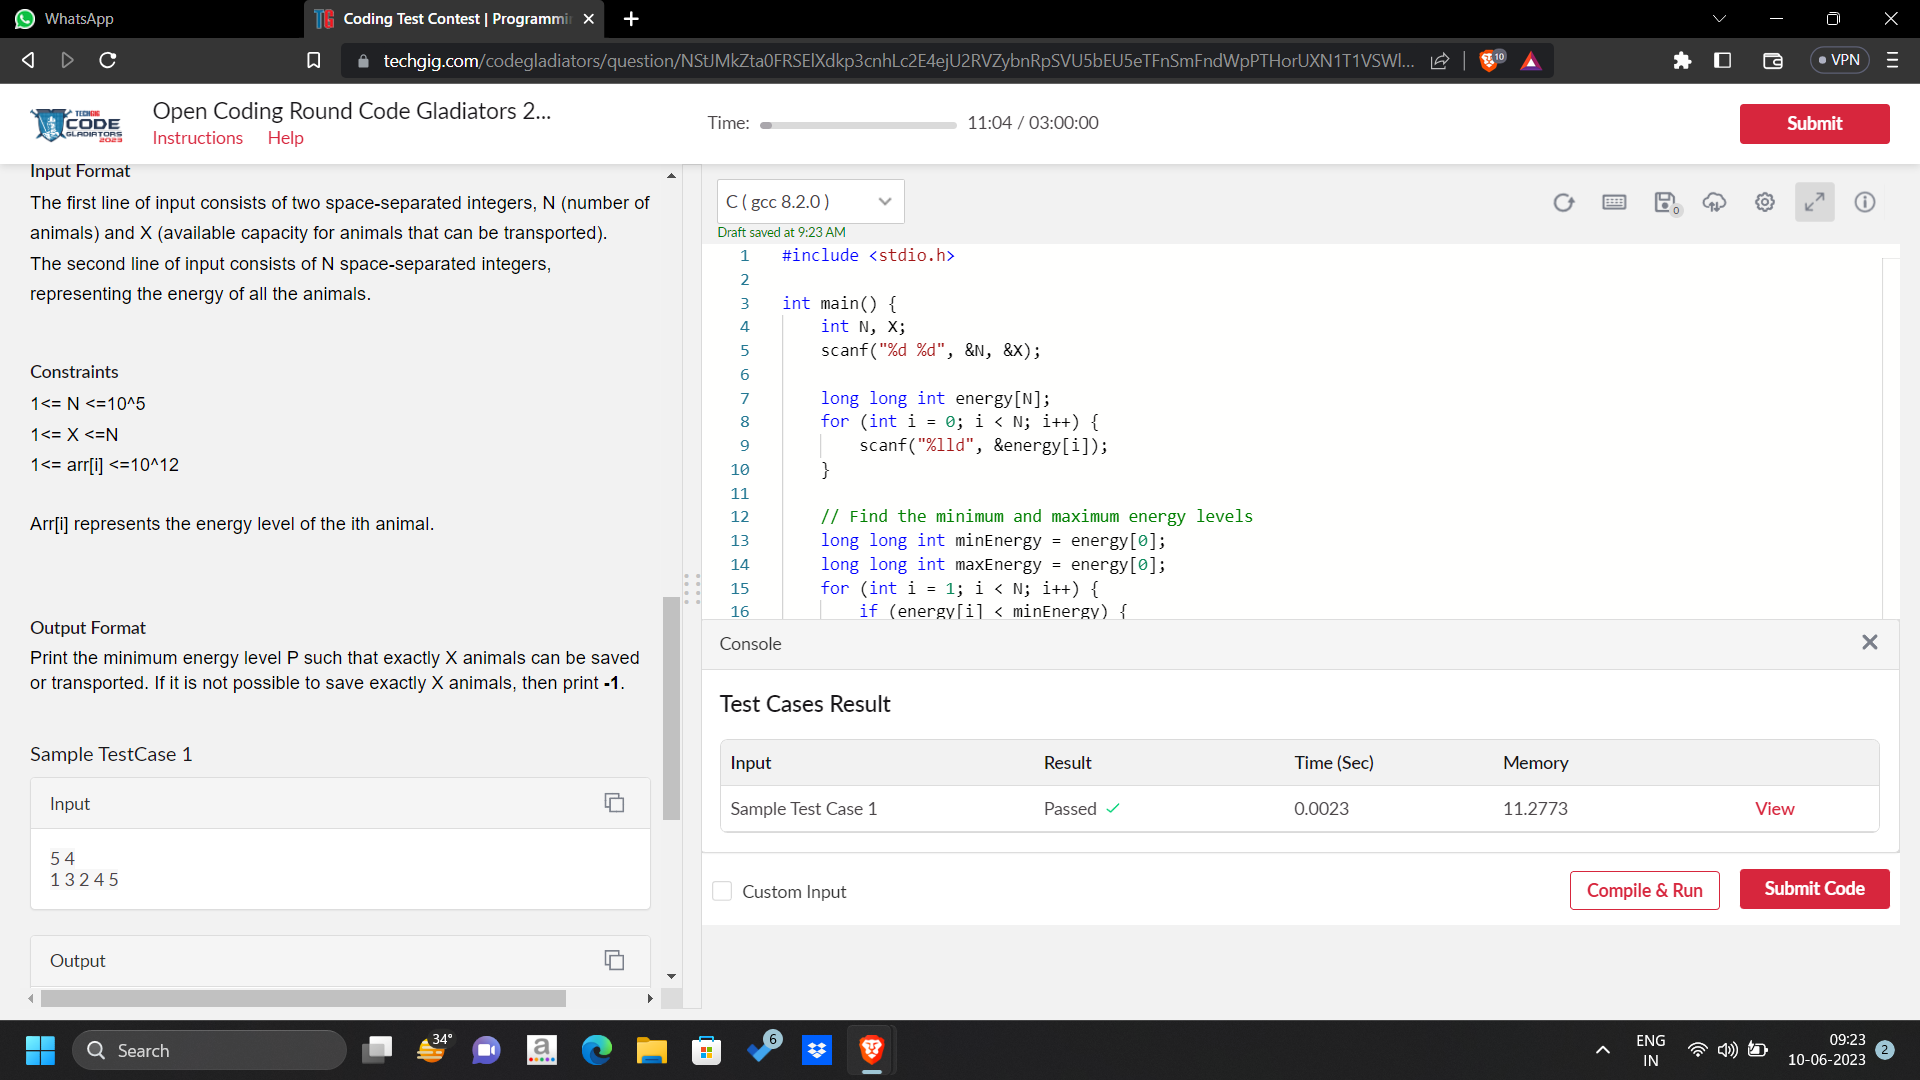 WhatsApp
Coding Test Contest | Programmi
techgig.com/codegladiators/question/NStJMkZta0FRSElXdkp3cnhLc2E4ejU2RVZybnRpSVU5bEU5eTFnSmFndWpPTHorUXN1T1VSWl...
10
VPN
TECHGIG
CODE
GLADIATORS
2023
Open Coding Round Code Gladiators 2...
Instructions Help
Time: 11:04 / 03:00:00
Submit
Input Format
The first line of input consists of two space-separated integers, N (number of
animals) and X (available capacity for animals that can be transported).
The second line of input consists of N space-separated integers,
representing the energy of all the animals.
Constraints
1<= N <=10^5
1<= X <=N
1<= arr[i] <=10^12
Arr[i] represents the energy level of the ith animal.
Output Format
Print the minimum energy level P such that exactly X animals can be saved
or transported. If it is not possible to save exactly X animals, then print -1.
Sample TestCase 1
Input
5 4
1 3 2 4 5
Output
C ( gcc 8.2.0 )
0
Draft saved at 9:23 AM
1 #include <stdio.h>
2
3 int main() {
4 int N, X;
5 scanf("%d %d", &N, &X);
6
7 long long int energy[N];
8 for (int i = 0; i < N; i++) {
9 scanf("%lld", &energy[i]);
10 }
11
12 // Find the minimum and maximum energy levels
13 long long int minEnergy = energy[0];
14 long long int maxEnergy = energy[0];
15 for (int i = 1; i < N; i++) {
16 if (energy[i] < minEnergy) {
Console
Test Cases Result
Input Result Time (Sec) Memory
Sample Test Case 1 Passed 0.0023 11.2773 View
Custom Input
Compile & Run
Submit Code
Search
34°
a
6
ENG
IN
09:23
10-06-2023
2